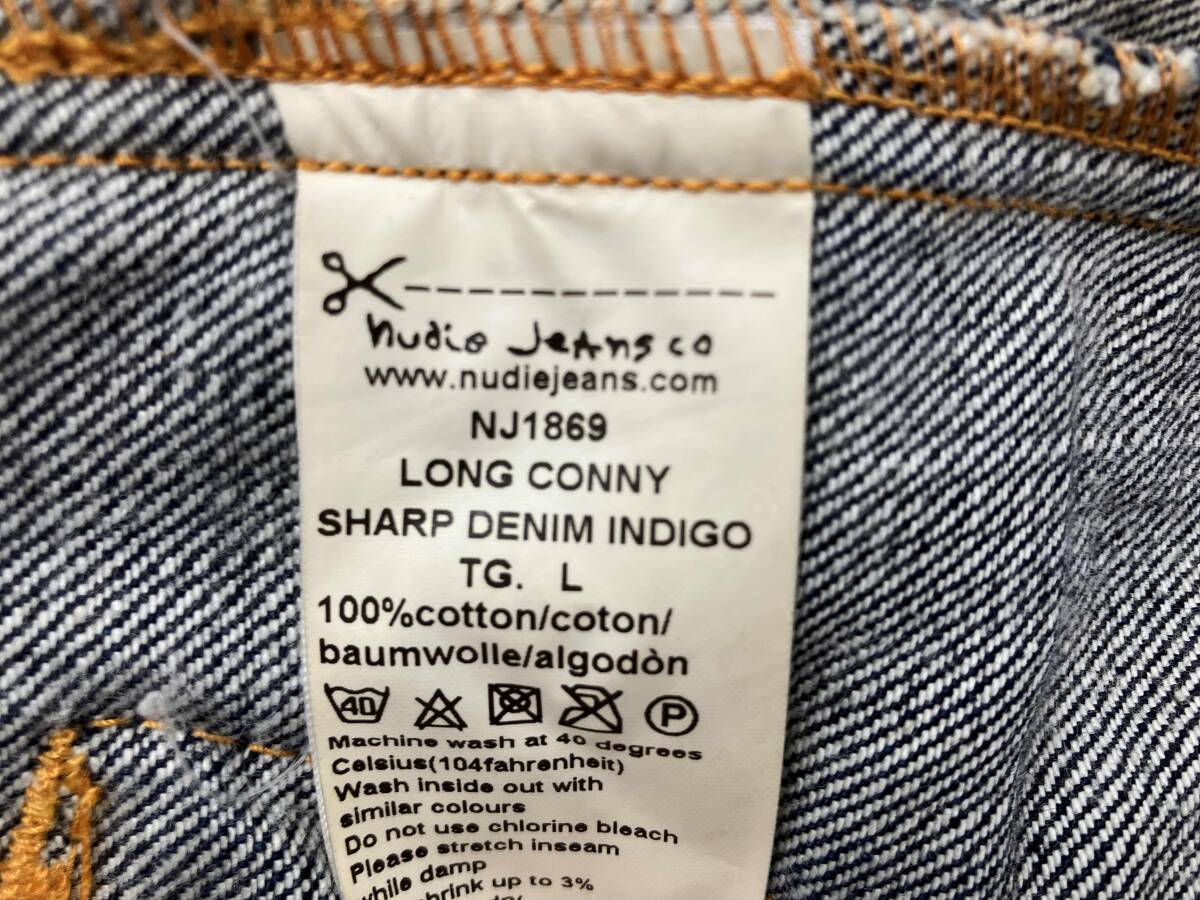 nudie Jeans co
www.nudiejeans.com
NJ1869
LONG CONNY
SHARP DENIM INDIGO
TG. L
100%cotton/coton/
baumwolle/algodòn
40 P
Machine wash at 40 degrees
Celsius(104fahrenheit)
Wash inside out with
similar colours
Do not use chlorine bleach
Please stretch inseam
while damp
shrink up to 3%